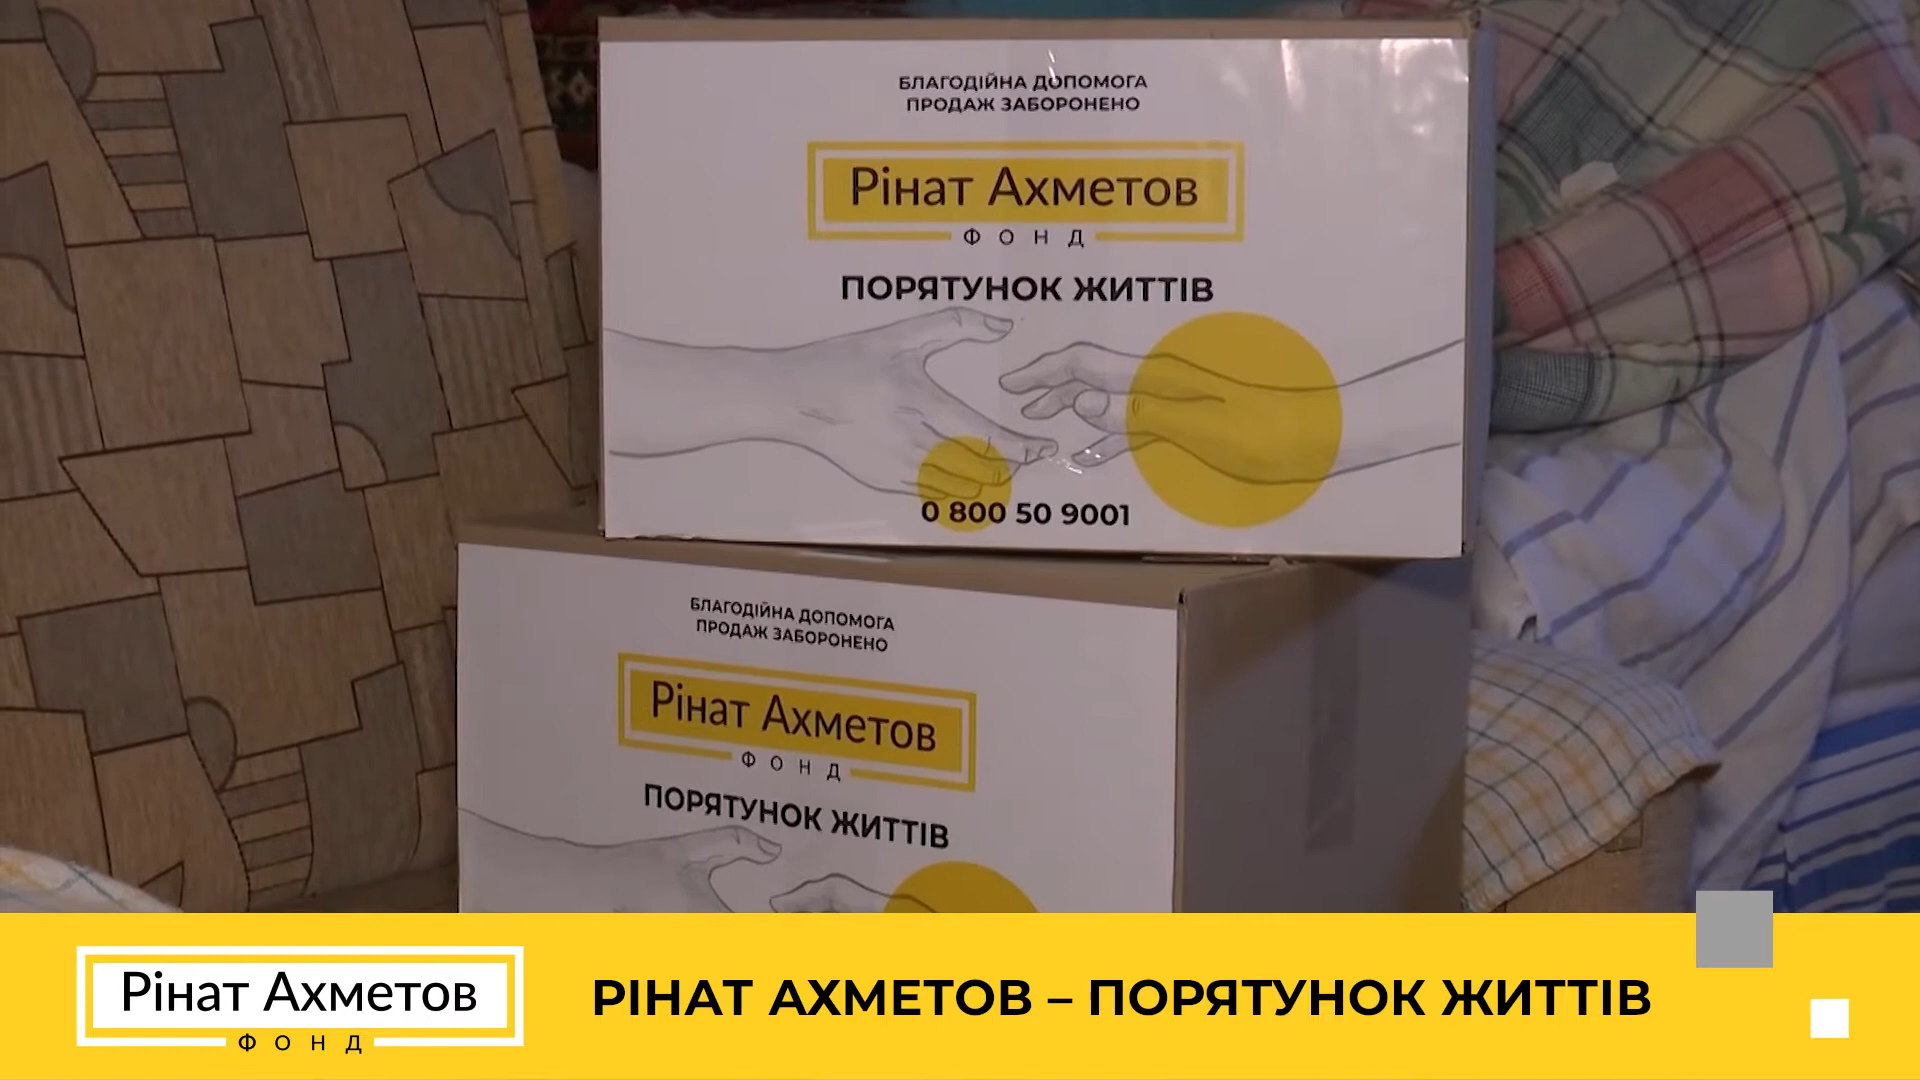 БЛАГОДІЙНА ДОПОМОГА
ПРОДАЖ ЗАБОРОНЕНО
Рінат Ахметов
ФОНД
ПОРЯТУНОК ЖИТТІВ
0 800 50 9001
БЛАГОДІЙНА ДОПОМОГА
ПРОДАЖ ЗАБОРОНЕНО
Рінат Ахметов
ФОНД
ПОРЯТУНОК ЖИТТІВ
Рінат Ахметов
ФОНД
РІНАТ АХМЕТОВ – ПОРЯТУНОК ЖИТТІВ